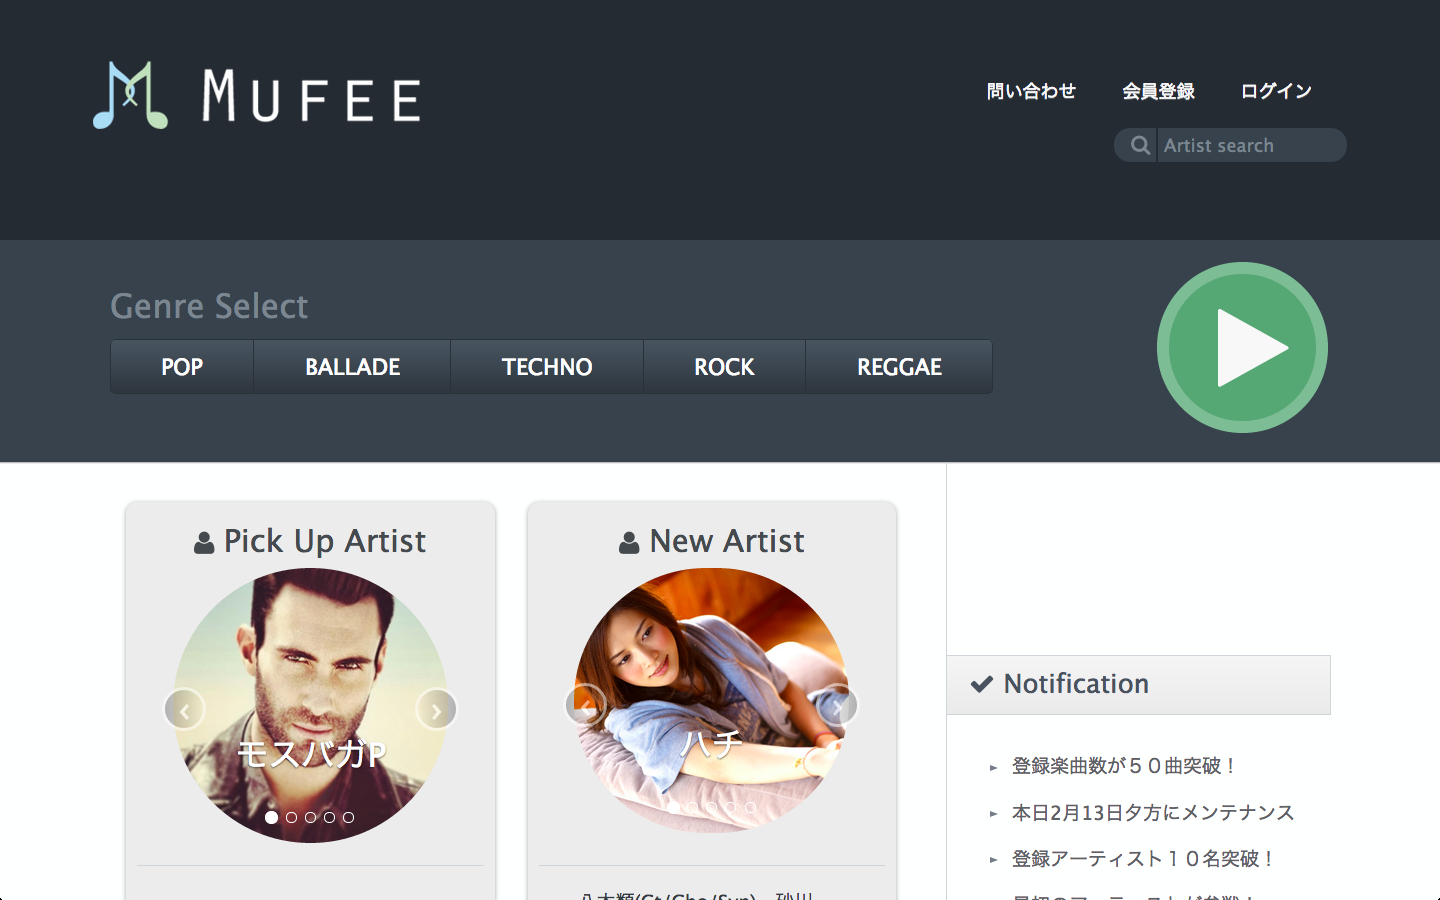 MUFEE
問い合わせ
会員登録
ログイン
Artist search
Genre Select
POP
BALLADE
TECHNO
ROCK
REGGAE
Pick Up Artist
モスバガP
New Artist
ハチ
Notification
登録楽曲数が５０曲突破！
本日2月13日夕方にメンテナンス
登録アーティスト１０名突破！